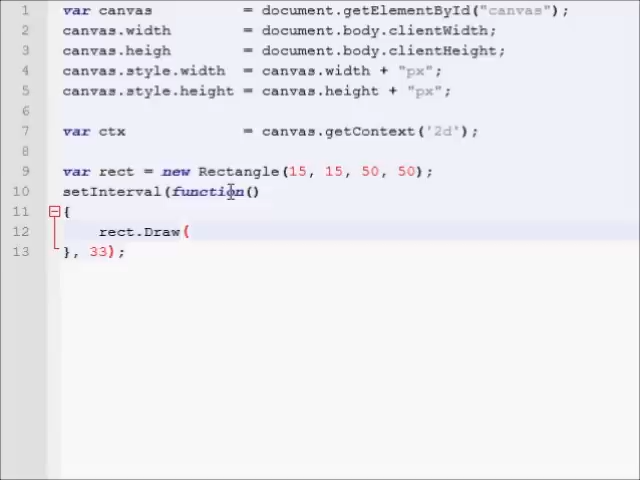 1 var canvas = document.getElementById("canvas");
2 canvas.width = document.body.clientWidth;
3 canvas.heigh = document.body.clientHeight;
4 canvas.style.width = canvas.width + "px";
5 canvas.style.height = canvas.height + "px";
6
7 var ctx = canvas.getContext('2d');
8
9 var rect = new Rectangle(15, 15, 50, 50);
10 setInterval(function()
11 {
12 rect.Draw(
13 }, 33);